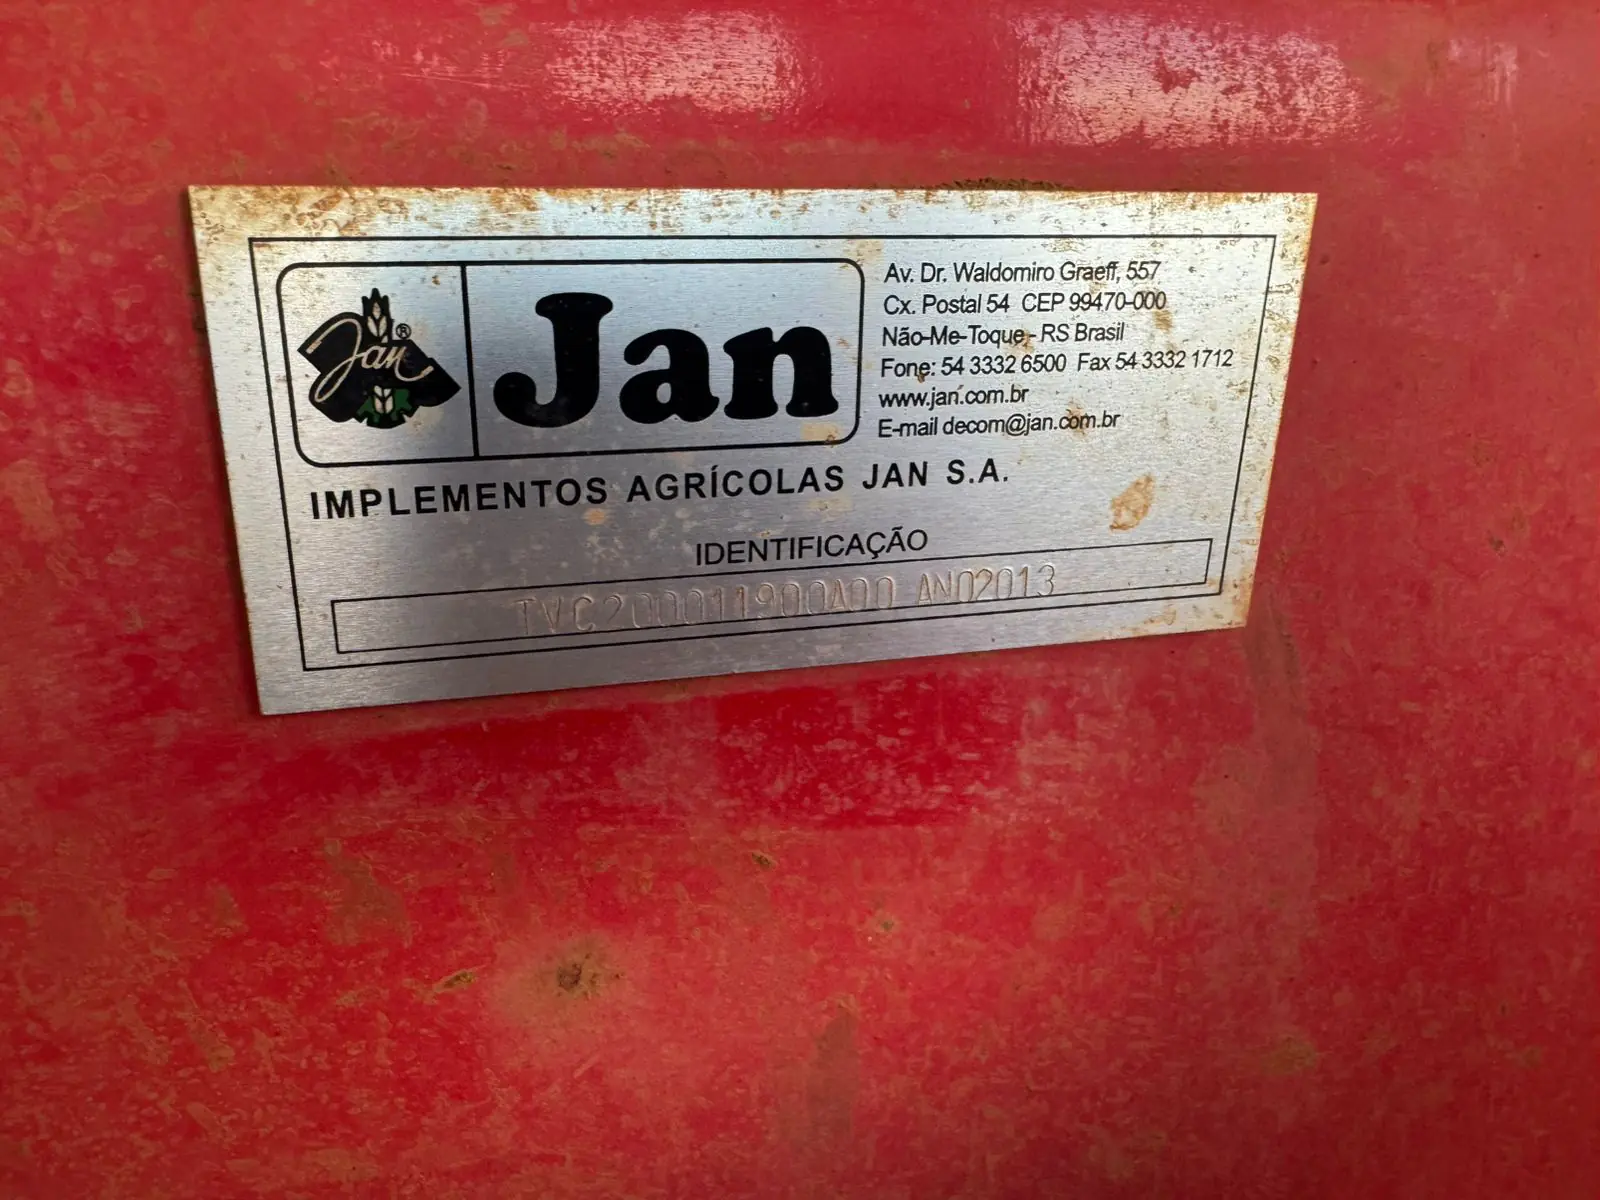 Jan®
Jan
Av. Dr. Waldomiro Graeff, 557
Cx. Postal 54 CEP 99470-000
Não-Me-Toque - RS Brasil
Fone: 54 3332 6500 Fax 54 3332 1712
www.jan.com.br
E-mail decom@jan.com.br
IMPLEMENTOS AGRÍCOLAS JAN S.A.
IDENTIFICAÇÃO
TVC200011900A00 ANO2013